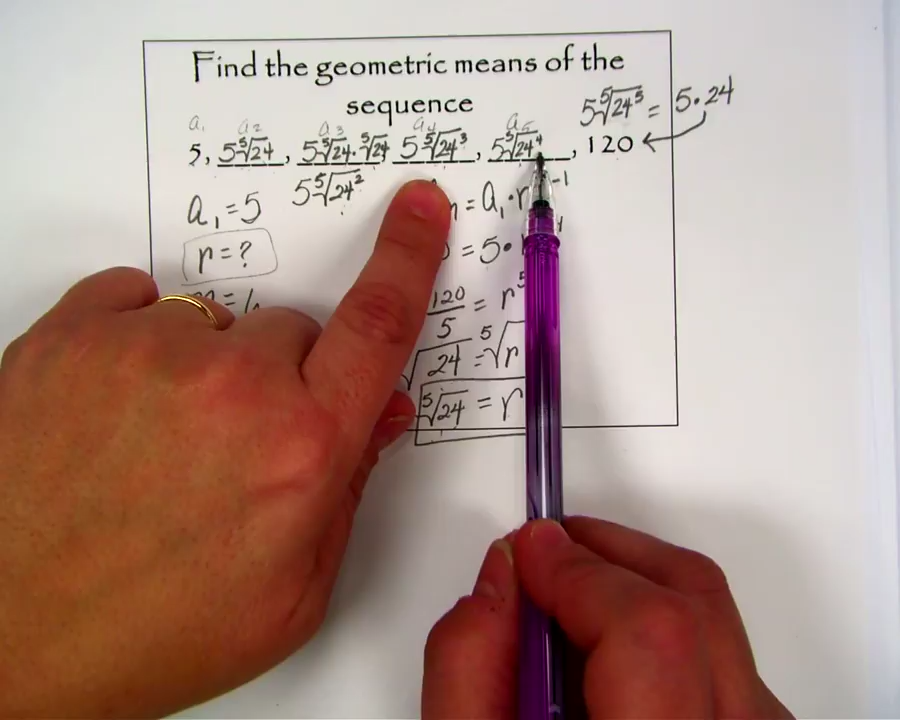 Find the geometric means of the
sequence
5⁵√24⁵ = 5·24
a₁ a₂ a₃ a₄ a₅
5, 5⁵√24, 5⁵√24·⁵√24 5⁵√24³, 5⁵√24⁴, 120
5⁵√24²
a₁ = 5
= a₁·r -1
r = ?
= 5·
120/5 = r⁵
√24 = ⁵√r
⁵√24 = r